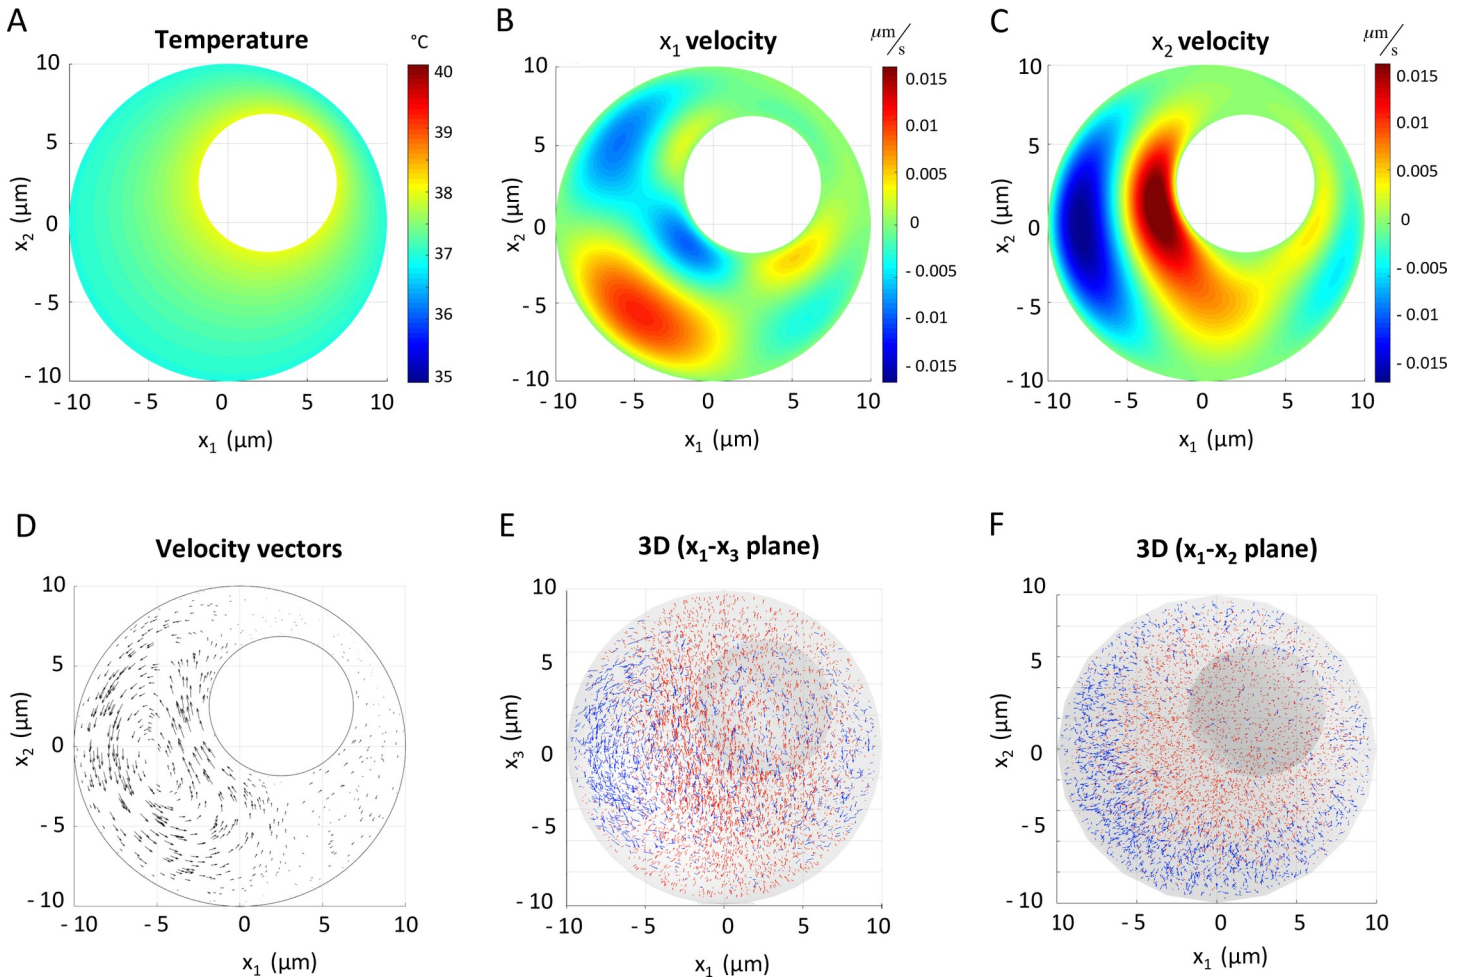 A
Temperature
°C
10
5
0
- 5
- 10
- 10
- 5
0
5
10
x2 (μm)
x1 (μm)
40
39
38
37
36
35
B
x1 velocity
μm/s
10
5
0
- 5
- 10
- 10
- 5
0
5
10
x2 (μm)
x1 (μm)
0.015
0.01
0.005
0
- 0.005
- 0.01
- 0.015
C
x2 velocity
μm/s
10
5
0
- 5
- 10
- 10
- 5
0
5
10
x2 (μm)
x1 (μm)
0.015
0.01
0.005
0
- 0.005
- 0.01
- 0.015
D
Velocity vectors
10
5
0
- 5
- 10
- 10
- 5
0
5
10
x2 (μm)
x1 (μm)
E
3D (x1-x3 plane)
10
5
0
- 5
- 10
- 10
- 5
0
5
10
x3 (μm)
x1 (μm)
F
3D (x1-x2 plane)
10
5
0
- 5
- 10
10
- 5
0
5
10
x2 (μm)
x1 (μm)